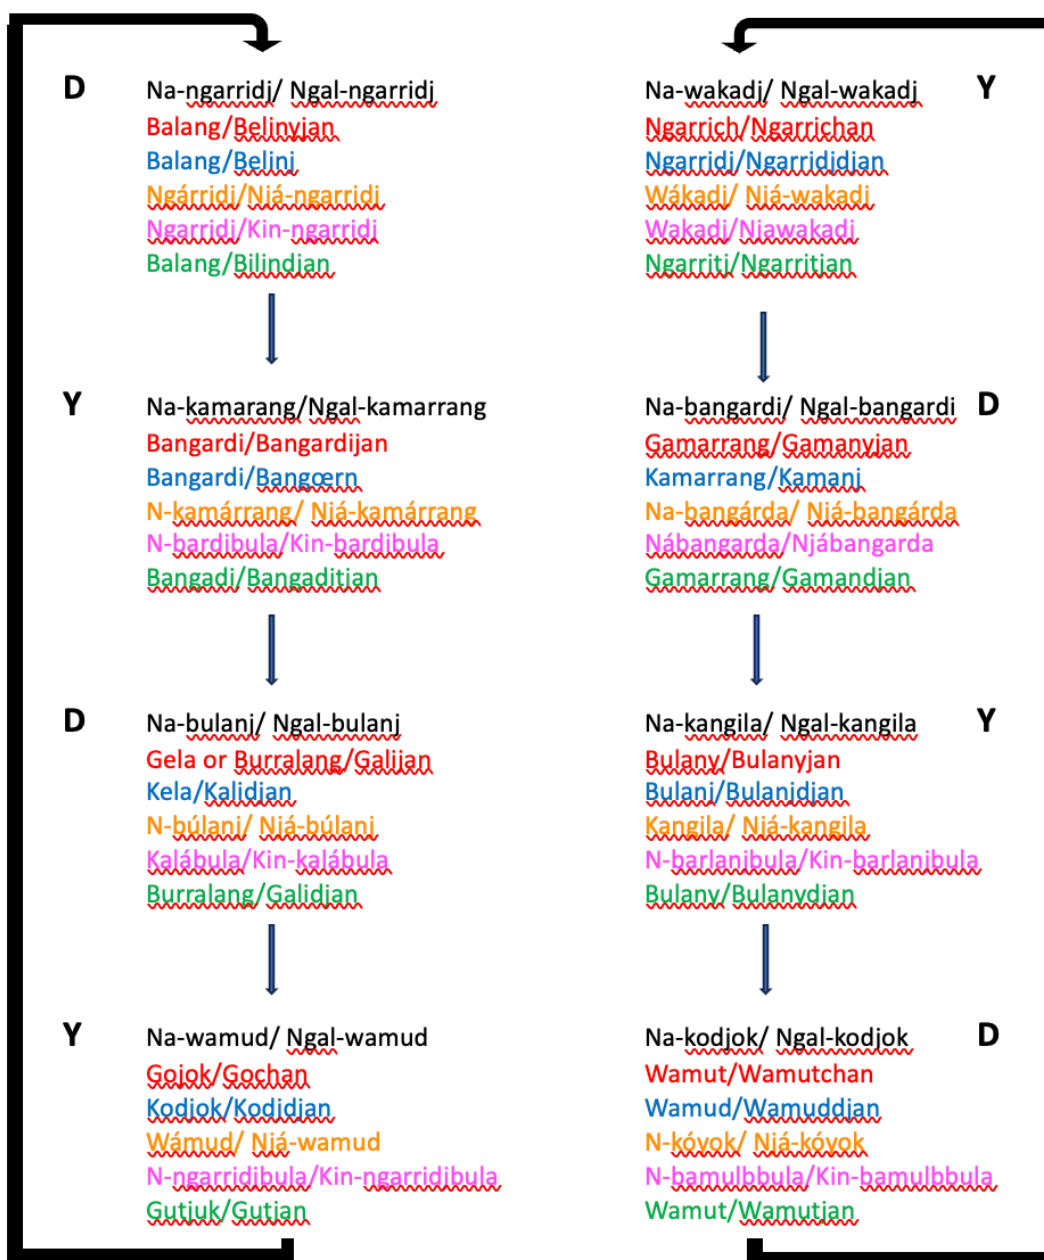 D
Na-ngarridj/ Ngal-ngarridj
Balang/Belinyjan
Balang/Belinj
Ngárridj/Njá-ngarridj
Ngarridj/Kin-ngarridj
Balang/Bilindjan
Y
Na-kamarang/Ngal-kamarrang
Bangardi/Bangardijan
Bangardi/Bangœrn
N-kamárrang/ Njá-kamárrang
N-bardibula/Kin-bardibula
Bangadi/Bangaditjan
D
Na-bulanj/ Ngal-bulanj
Gela or Burralang/Galijan
Kela/Kalidjan
N-búlanj/ Njá-búlanj
Kalábula/Kin-kalábula
Burralang/Galidjan
Y
Na-wamud/ Ngal-wamud
Gojok/Gochan
Kodjok/Kodjdjan
Wámud/ Njá-wamud
N-ngarridjbula/Kin-ngarridjbula
Gutjuk/Gutjan
Na-wakadj/ Ngal-wakadj
Y
Ngarrich/Ngarrichan
Ngarridj/Ngarridjdjan
Wákadj/ Njá-wakadj
Wakadj/Njawakadj
Ngarritj/Ngarritjan
Na-bangardi/ Ngal-bangardi
D
Gamarrang/Gamanyjan
Kamarrang/Kamanj
Na-bangárda/ Njá-bangárda
Nábangarda/Njábangarda
Gamarrang/Gamandjan
Na-kangila/ Ngal-kangila
Y
Bulany/Bulanyjan
Bulanj/Bulanjdjan
Kangila/ Njá-kangila
N-barlanjbula/Kin-barlanjbula
Bulany/Bulanydjan
Na-kodjok/ Ngal-kodjok
D
Wamut/Wamutchan
Wamud/Wamuddjan
N-kóyok/ Njá-kóyok
N-bamulbbula/Kin-bamulbbula
Wamut/Wamutjan